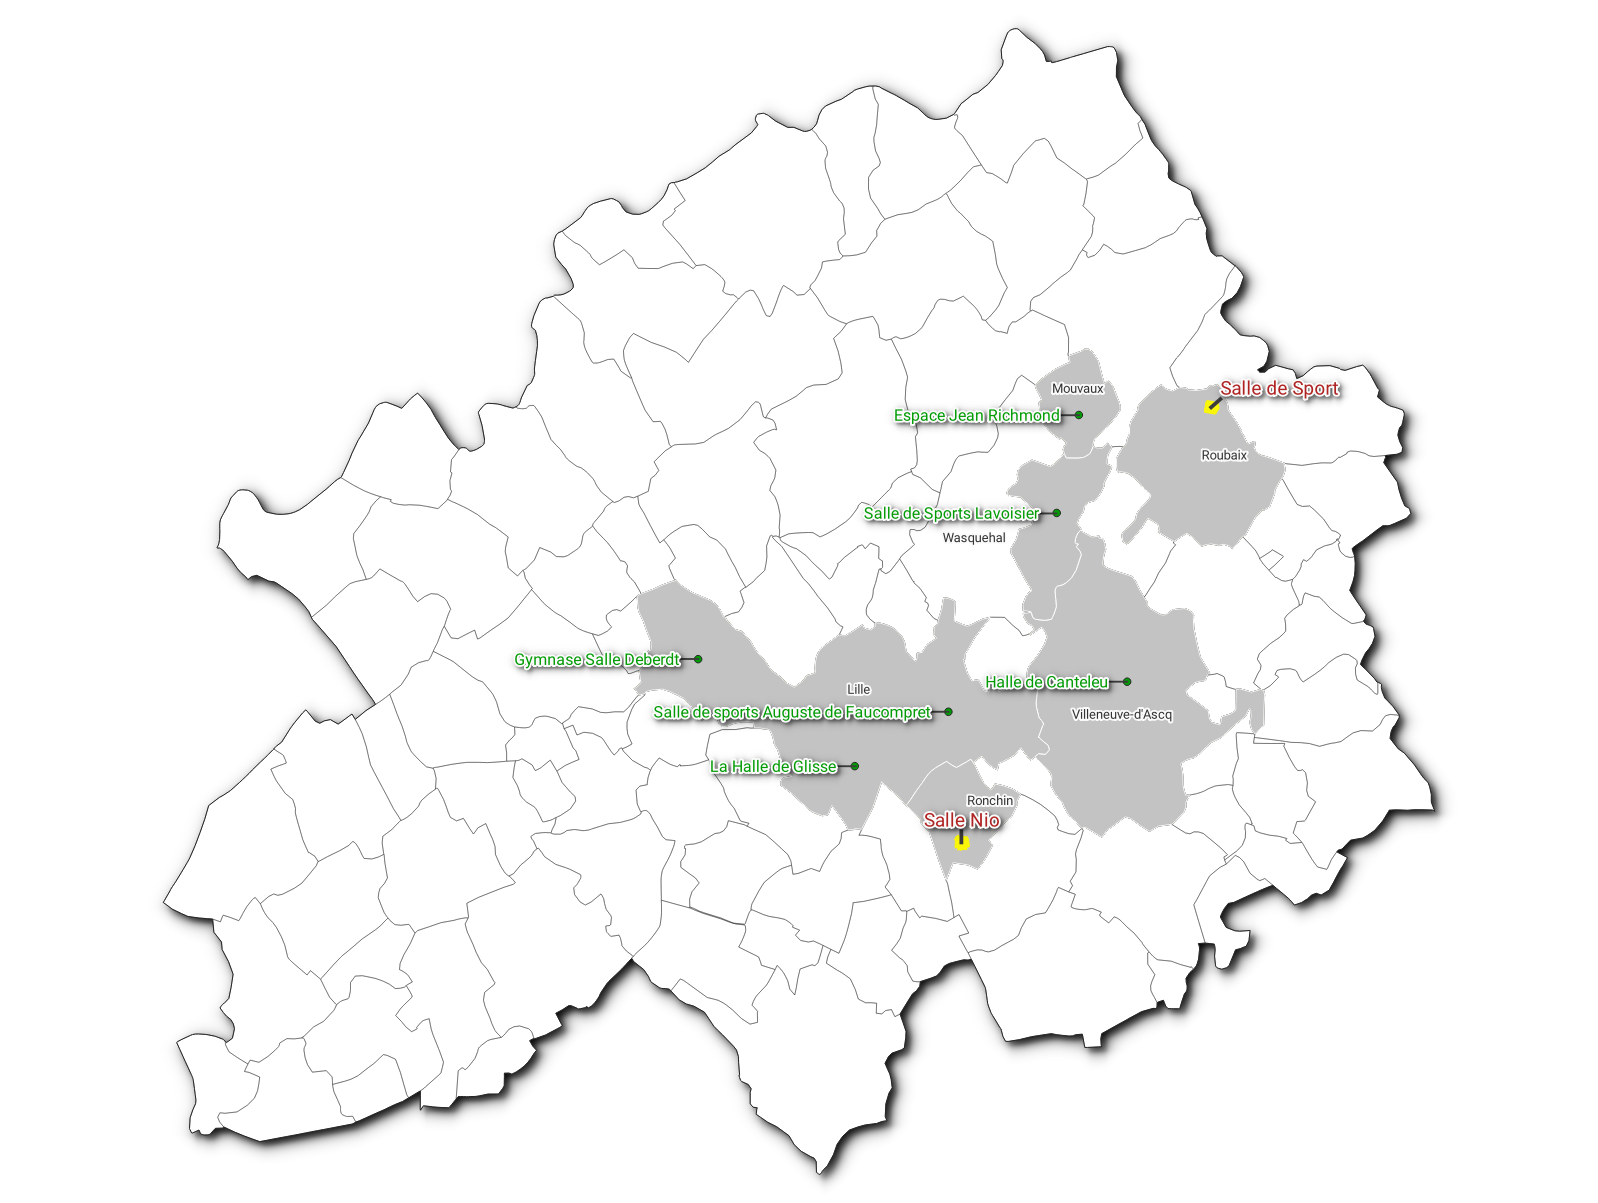 Mouvaux
Salle de Sport
Espace Jean Richmond
Roubaix
Salle de Sports Lavoisier
Wasquehal
Gymnase Salle Deberdt
Halle de Canteleu
Lille
Salle de sports Auguste de Faucompret
Villeneuve-d'Ascq
La Halle de Glisse
Ronchin
Salle Nio